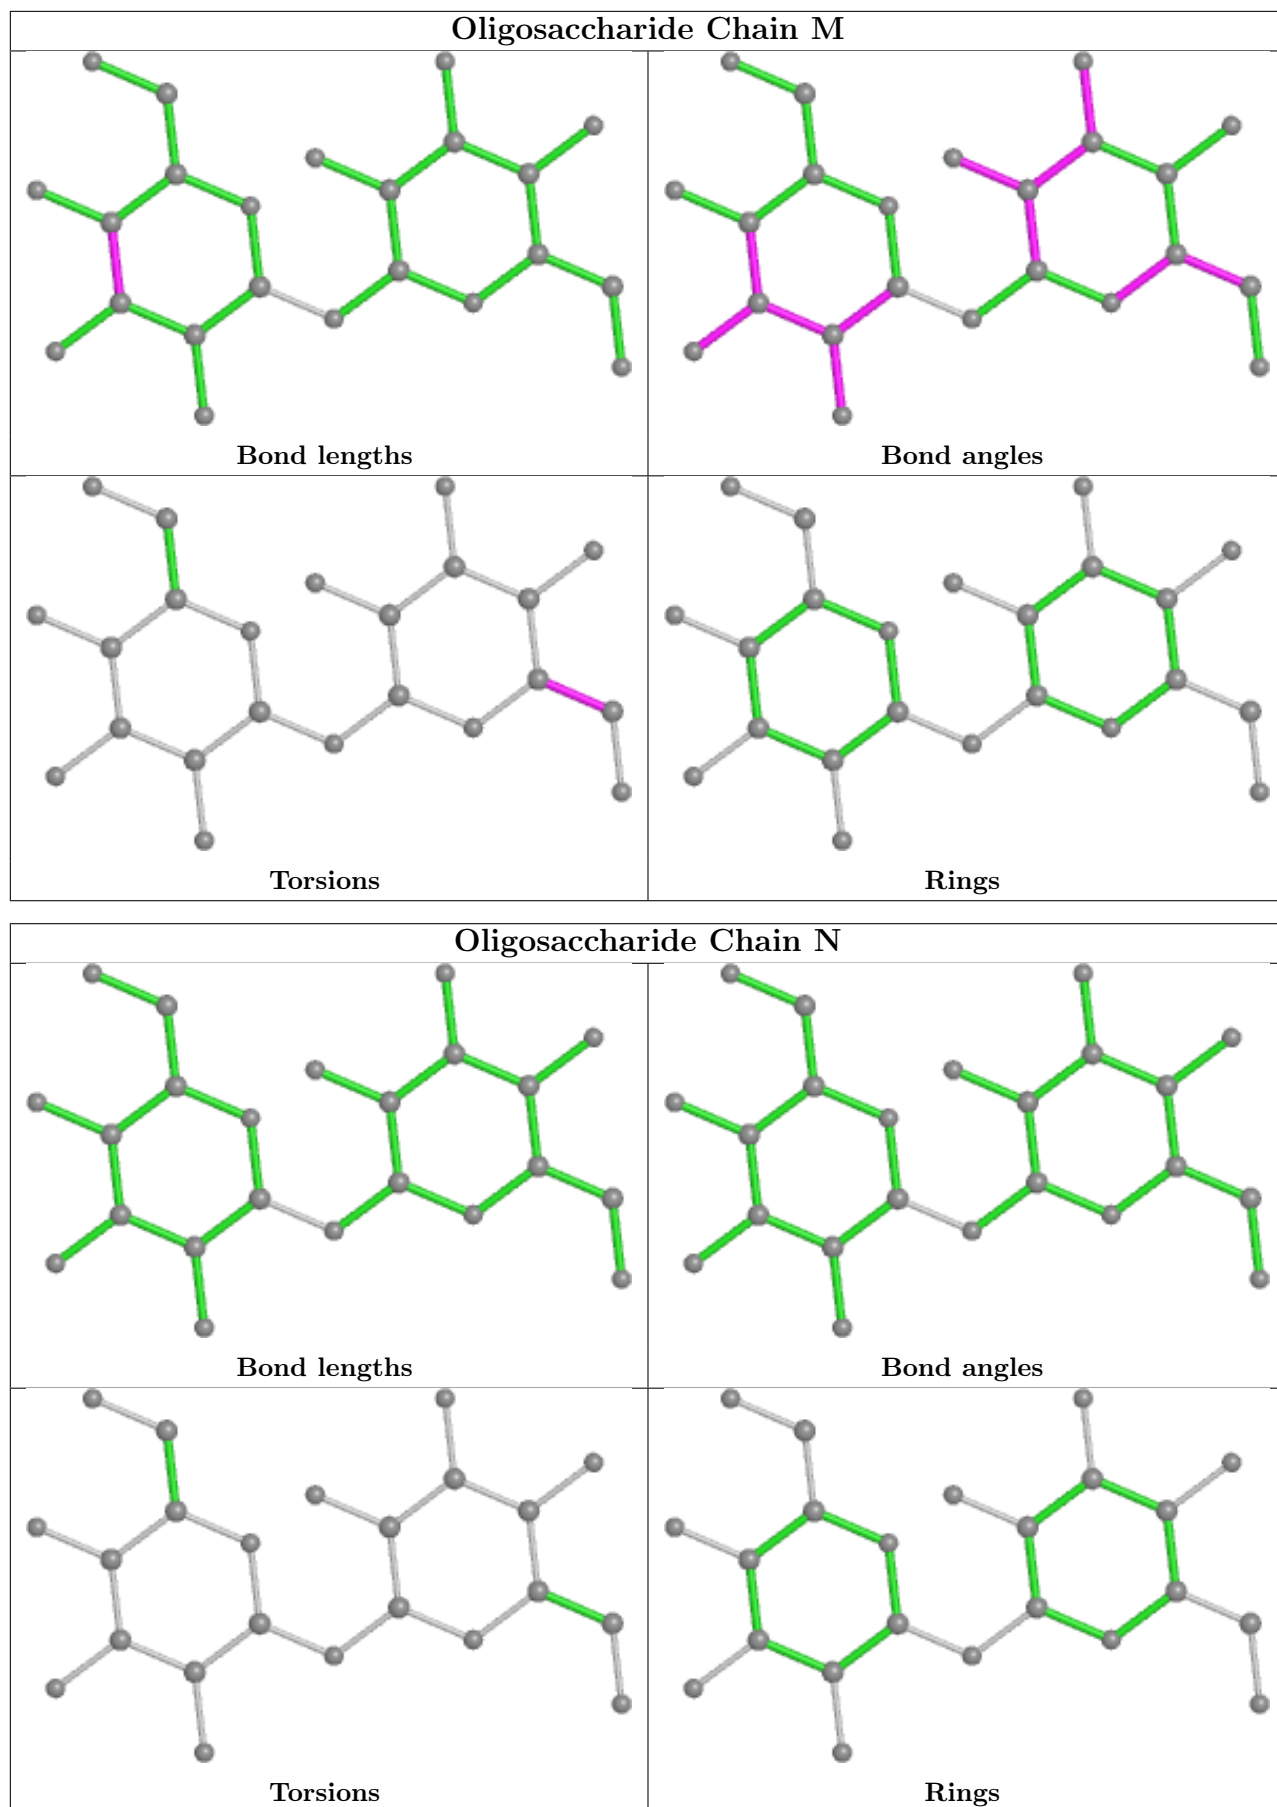 Oligosaccharide Chain M
Bond lengths
Bond angles
Torsions
Rings
Oligosaccharide Chain N
Bond lengths
Bond angles
Torsions
Rings